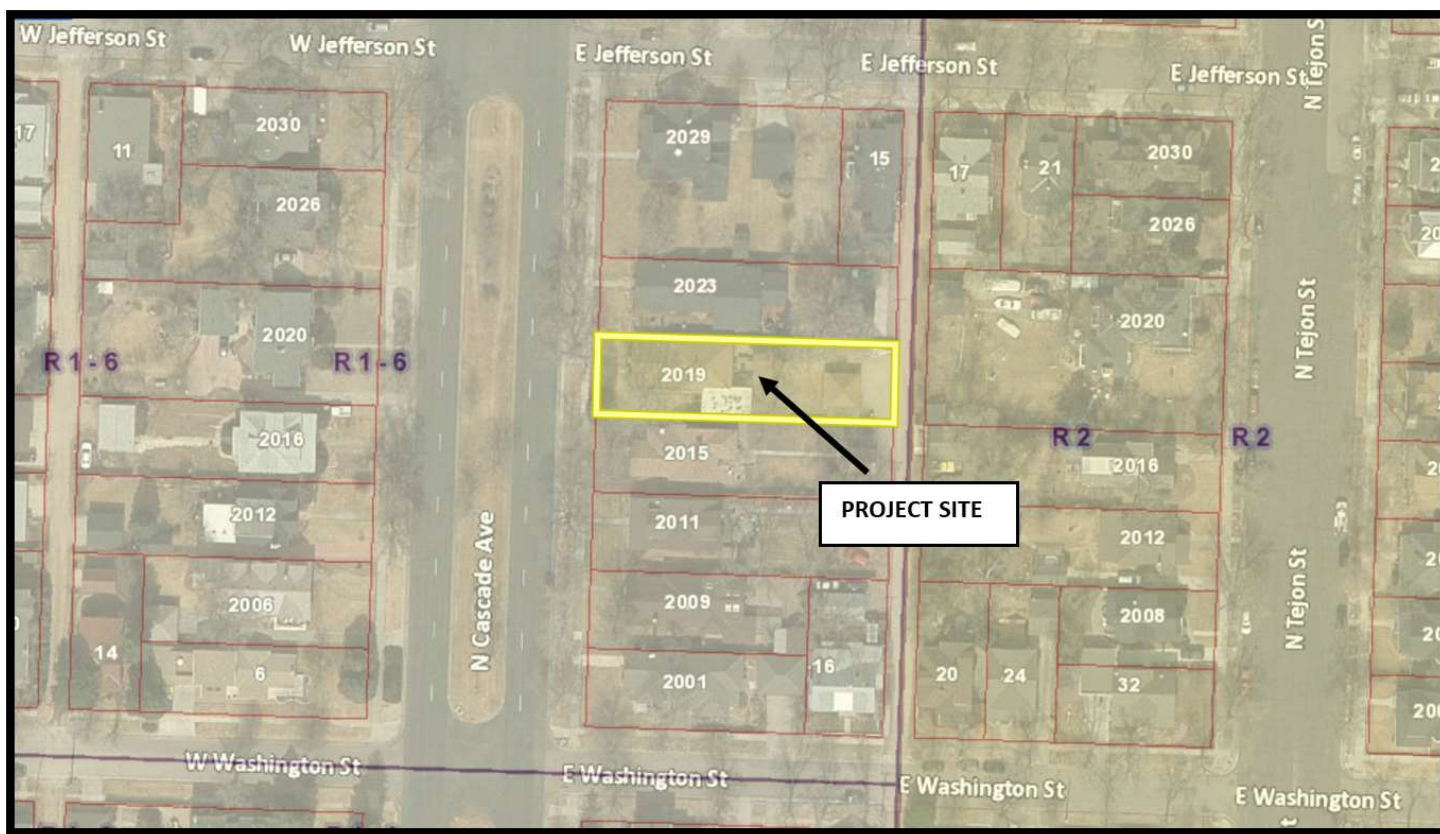 W Jefferson St
W Jefferson St
E Jefferson St
E Jefferson St
E Jefferson St
N Tejon S
17
11
2030
2029
15
17
21
2030
2026
2026
2023
2020
2020
N Tejon St
R 1 - 6
R 1 - 6
2019
2016
2015
R 2
R 2
2016
PROJECT SITE
2012
2011
2012
N Cascade Ave
2006
2009
2008
N Tejon St
14
6
2001
16
20
24
32
W Washington St
E Washington St
E Washington St
E Washington St